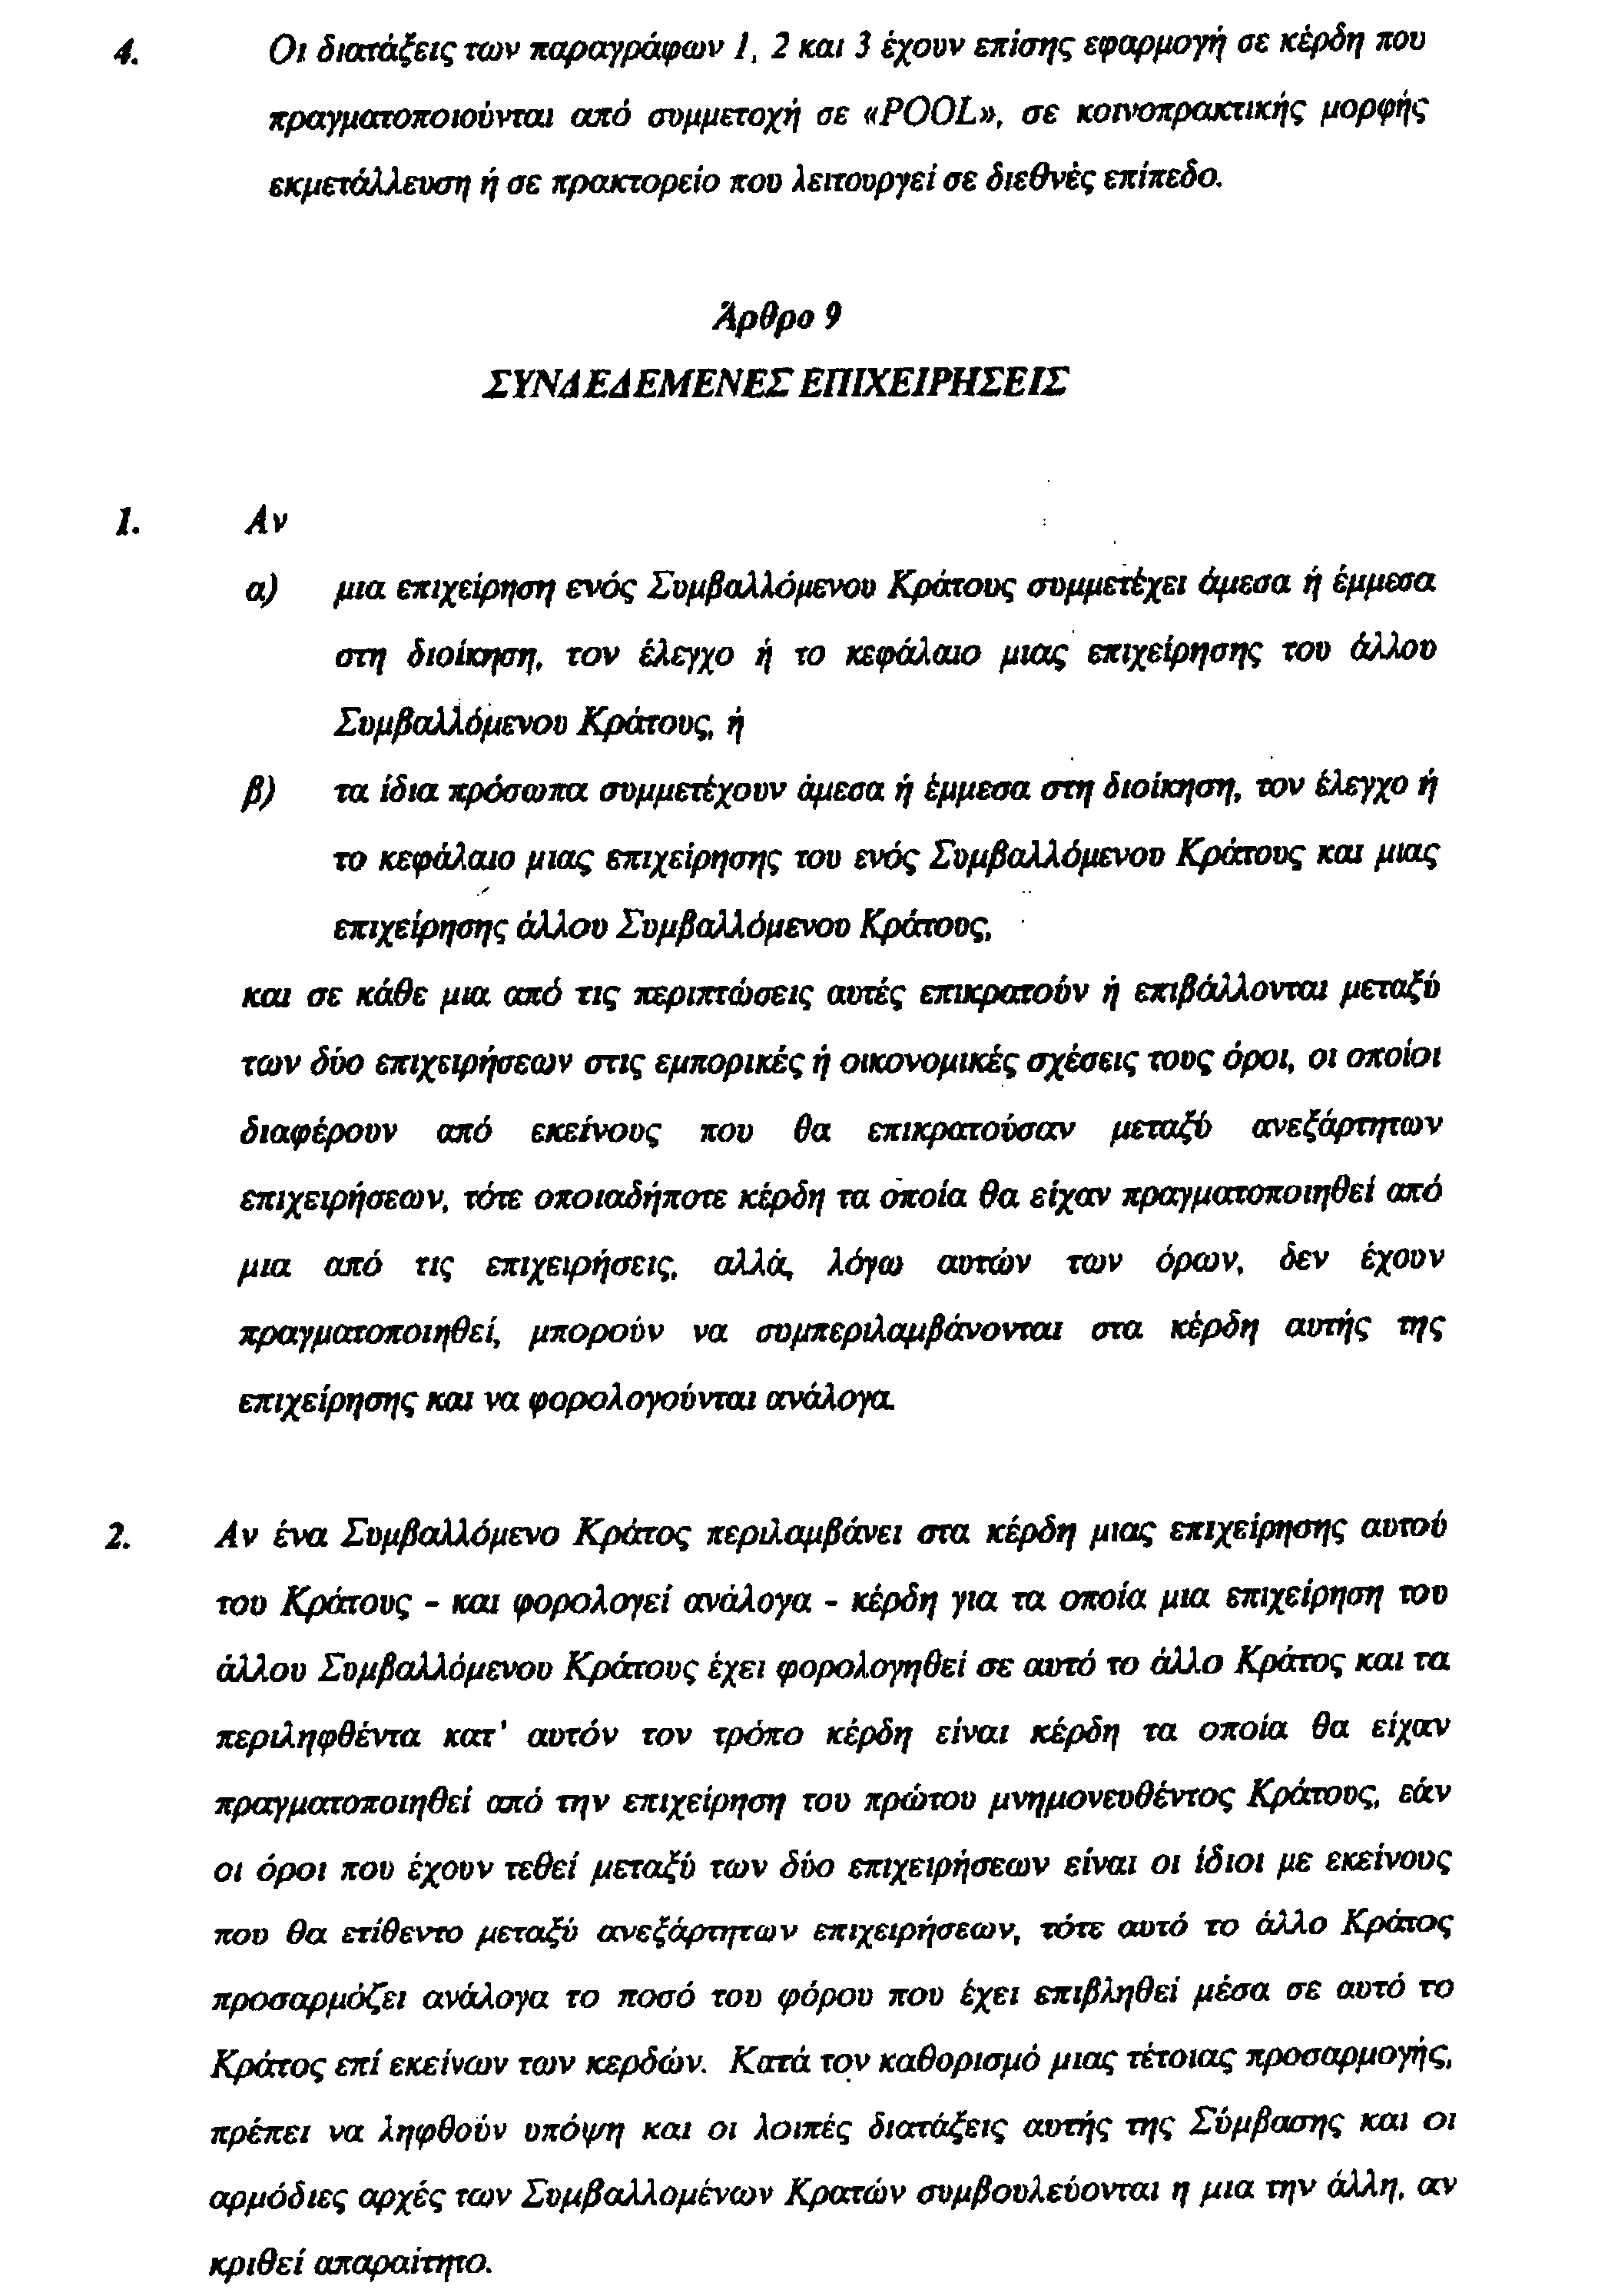 4. Οι διατάξεις των παραγράφων 1, 2 και 3 έχουν επίσης εφαρμογή σε κέρδη που
πραγματοποιούνται από συμμετοχή σε «POOL», σε κοινοπρακτικής μορφής
εκμετάλλευση ή σε πρακτορείο που λειτουργεί σε διεθνές επίπεδο.
Άρθρο 9
ΣΥΝΔΕΔΕΜΕΝΕΣ ΕΠΙΧΕΙΡΗΣΕΙΣ
1. Αν
α) μια επιχείρηση ενός Συμβαλλόμενου Κράτους συμμετέχει άμεσα ή έμμεσα
στη διοίκηση, τον έλεγχο ή το κεφάλαιο μιας επιχείρησης του άλλου
Συμβαλλόμενου Κράτους, ή
β) τα ίδια πρόσωπα συμμετέχουν άμεσα ή έμμεσα στη διοίκηση, τον έλεγχο ή
το κεφάλαιο μιας επιχείρησης του ενός Συμβαλλόμενου Κράτους και μιας
επιχείρησης άλλου Συμβαλλόμενου Κράτους,
και σε κάθε μια από τις περιπτώσεις αυτές επικρατούν ή επιβάλλονται μεταξύ
των δύο επιχειρήσεων στις εμπορικές ή οικονομικές σχέσεις τους όροι, οι οποίοι
διαφέρουν από εκείνους που θα επικρατούσαν μεταξύ ανεξάρτητων
επιχειρήσεων, τότε οποιαδήποτε κέρδη τα οποία θα είχαν πραγματοποιηθεί από
μια από τις επιχειρήσεις, αλλά, λόγω αυτών των όρων, δεν έχουν
πραγματοποιηθεί, μπορούν να συμπεριλαμβάνονται στα κέρδη αυτής της
επιχείρησης και να φορολογούνται ανάλογα.
2. Αν ένα Συμβαλλόμενο Κράτος περιλαμβάνει στα κέρδη μιας επιχείρησης αυτού
του Κράτους - και φορολογεί ανάλογα - κέρδη για τα οποία μια επιχείρηση του
άλλου Συμβαλλόμενου Κράτους έχει φορολογηθεί σε αυτό το άλλο Κράτος και τα
περιληφθέντα κατ' αυτόν τον τρόπο κέρδη είναι κέρδη τα οποία θα είχαν
πραγματοποιηθεί από την επιχείρηση του πρώτου μνημονευθέντος Κράτους, εάν
οι όροι που έχουν τεθεί μεταξύ των δύο επιχειρήσεων είναι οι ίδιοι με εκείνους
που θα ετίθεντο μεταξύ ανεξάρτητων επιχειρήσεων, τότε αυτό το άλλο Κράτος
προσαρμόζει ανάλογα το ποσό του φόρου που έχει επιβληθεί μέσα σε αυτό το
Κράτος επί εκείνων των κερδών. Κατά τον καθορισμό μιας τέτοιας προσαρμογής,
πρέπει να ληφθούν υπόψη και οι λοιπές διατάξεις αυτής της Σύμβασης και οι
αρμόδιες αρχές των Συμβαλλομένων Κρατών συμβουλεύονται η μια την άλλη, αν
κριθεί απαραίτητο.